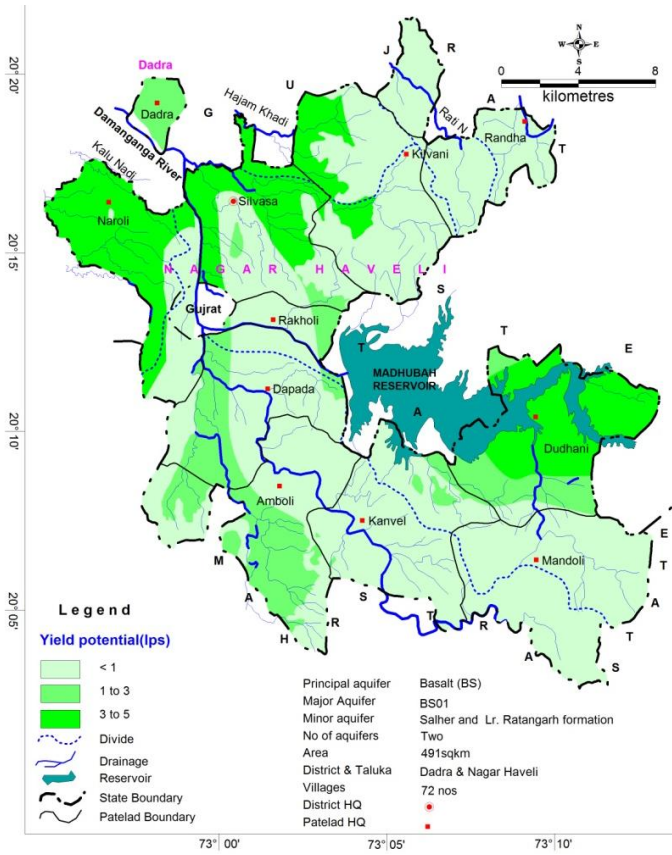 20° 20'
20° 15'
20° 10'
20° 05'
73° 00'
73° 05'
73° 10'
N
W E
S
0 4 8
kilometres
Dadra
Dadra
G U J R A T
Hajam Khadi
Damanganga River
Kalu Nadi
Rati N
Randha
Kilvani
Silvasa
Naroli
N A G A R H A V E L I
Gujrat
Rakholi
S T A T E
MADHUBAH
RESERVOIR
Dapada
Dudhani
Amboli
Kanvel
Mandoli
M A H R S T R A S T A T E
Legend
Yield potential(lps)
< 1
1 to 3
3 to 5
Divide
Drainage
Reservoir
State Boundary
Patelad Boundary
Principal aquifer Basalt (BS)
Major Aquifer BS01
Minor aquifer Salher and Lr. Ratangarh formation
No of aquifers Two
Area 491sqkm
District & Taluka Dadra & Nagar Haveli
Villages 72 nos
District HQ
Patelad HQ